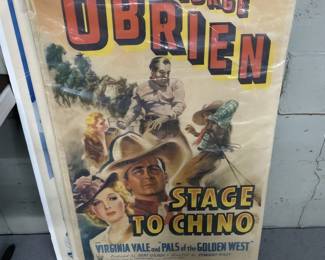 O'BRIEN
STAGE
TO CHINO
VIRGINIA VALE and PALS of the GOLDEN WEST